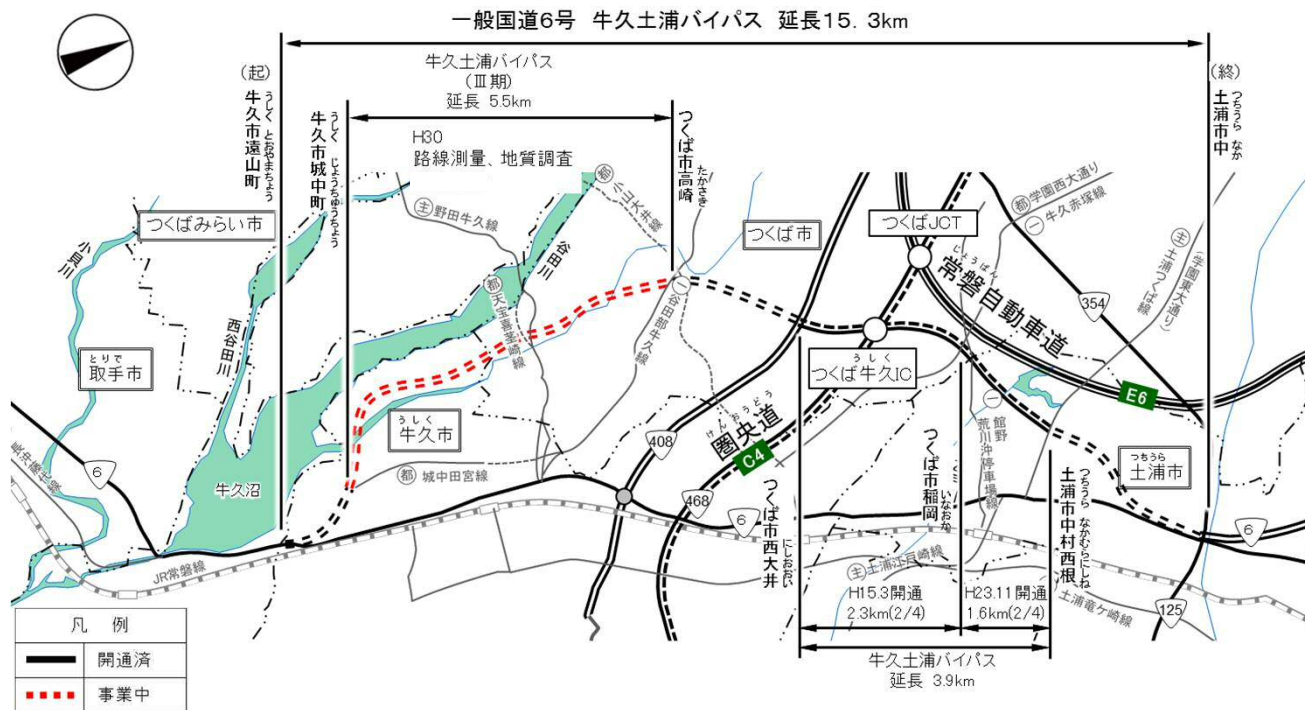 一般国道6号 牛久土浦バイパス 延長15.3km
牛久土浦バイパス
(Ⅲ期)
延長 5.5km
(起)
牛久市遠山町
うしく とおやまちょう
牛久市城中町
うしく じょうちゅうちょう
H30
路線測量、地質調査
つくば市高崎
たかさき
(終)
土浦市中
つちうら なか
つくばみらい市
小貝川
西谷田川
主 野田牛久線
都 小山大井線
谷田川
都 天宝喜茎崎線
一 谷田部牛久線
つくば市
つくばJCT
都 学園西大通り
一 牛久赤塚線
主 土浦つくば線
(学園東大通り)
じょうばん
常磐自動車道
354
E6
とりで
取手市
うしく
牛久市
うしく
つくば牛久IC
けんおうどう
圏央道
C4
408
468
6
6
6
125
牛久沼
都 城中田宮線
JR常磐線
つくば市西大井
にしおおい
つくば市稲岡
いなおか
一 館野
荒川沖停車場線
土浦市中村西根
つちうら なかむらにしね
つちうら
土浦市
主 土浦江戸崎線
土浦竜ケ崎線
H15.3開通
2.3km(2/4)
H23.11開通
1.6km(2/4)
牛久土浦バイパス
延長 3.9km
凡 例
開通済
事業中